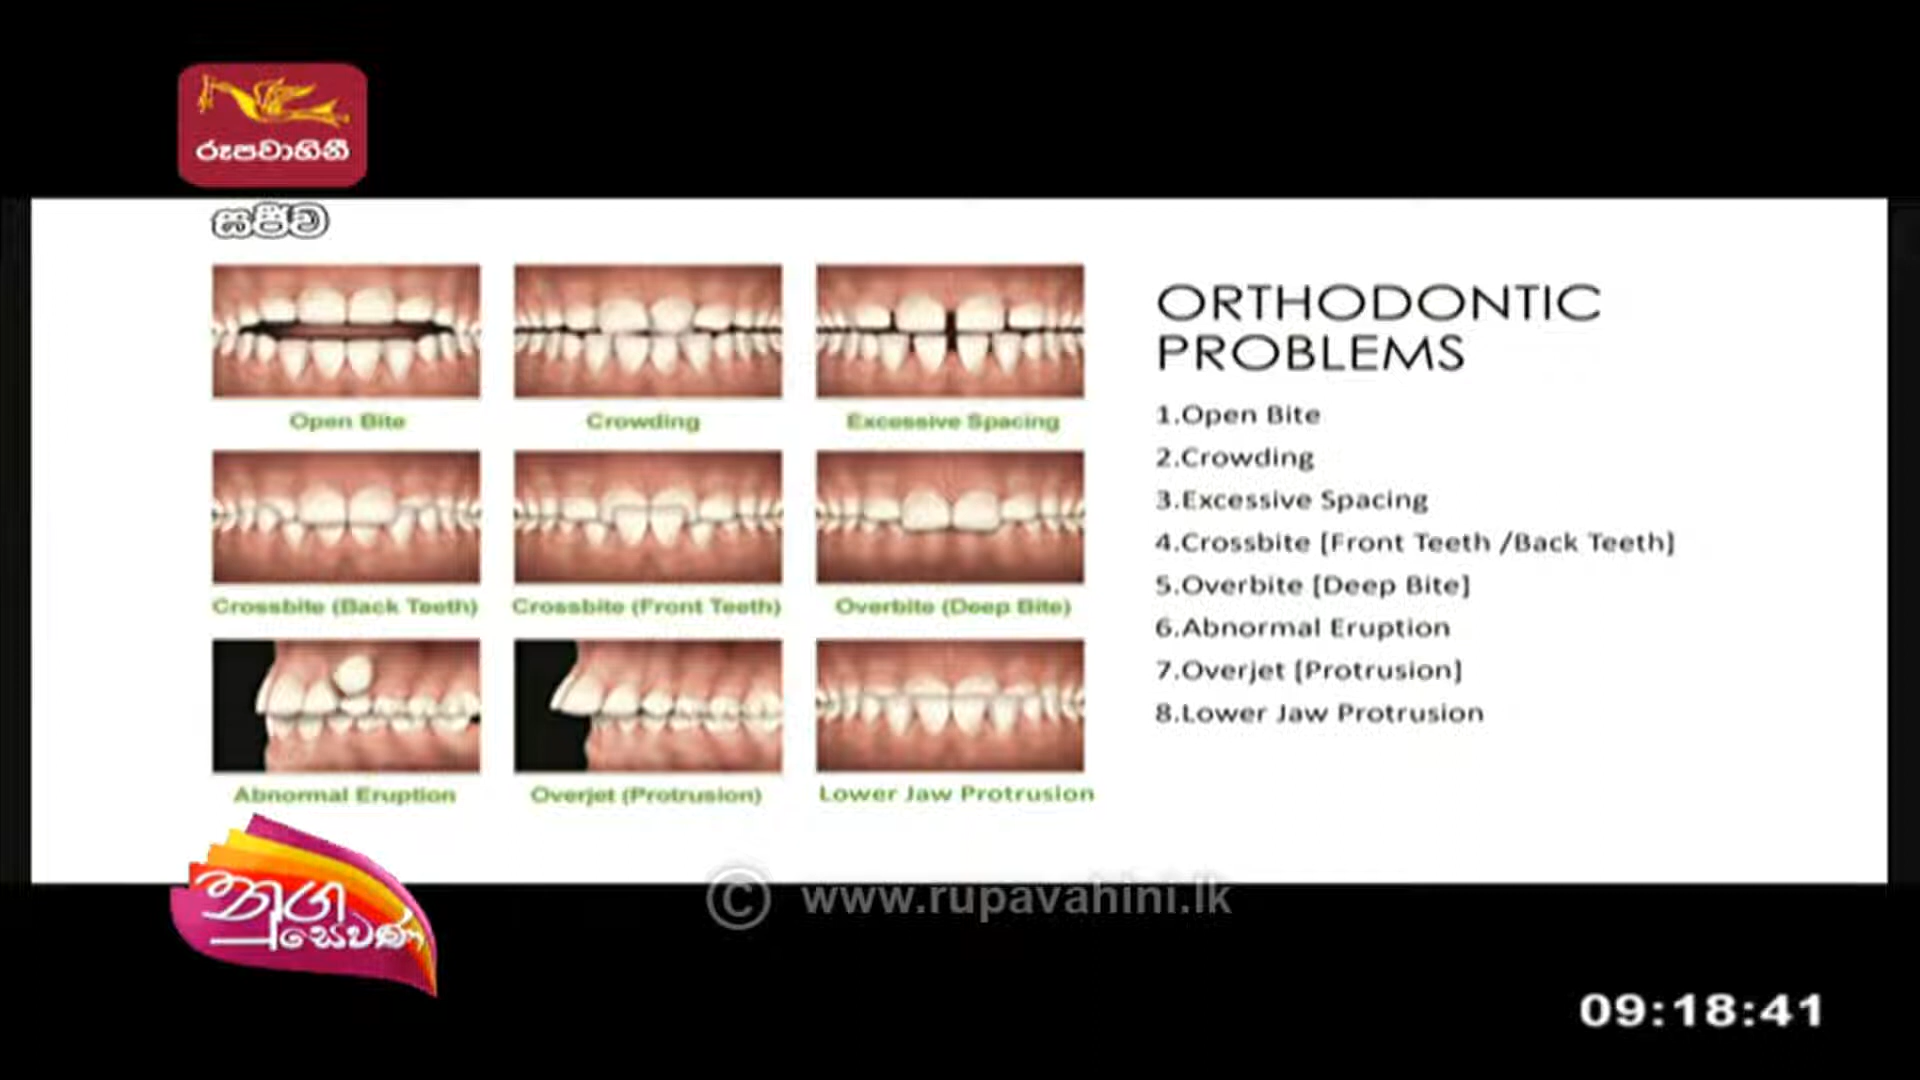 රූපවාහිනී
සජීව
Open Bite
Crowding
Excessive Spacing
Crossbite (Back Teeth)
Crossbite (Front Teeth)
Overbite (Deep Bite)
Abnormal Eruption
Overjet (Protrusion)
Lower Jaw Protrusion
ORTHODONTIC
PROBLEMS
1.Open Bite
2.Crowding
3.Excessive Spacing
4.Crossbite [Front Teeth /Back Teeth]
5.Overbite [Deep Bite]
6.Abnormal Eruption
7.Overjet [Protrusion]
8.Lower Jaw Protrusion
නුග
සෙවණ
© www.rupavahini.lk
09:18:41